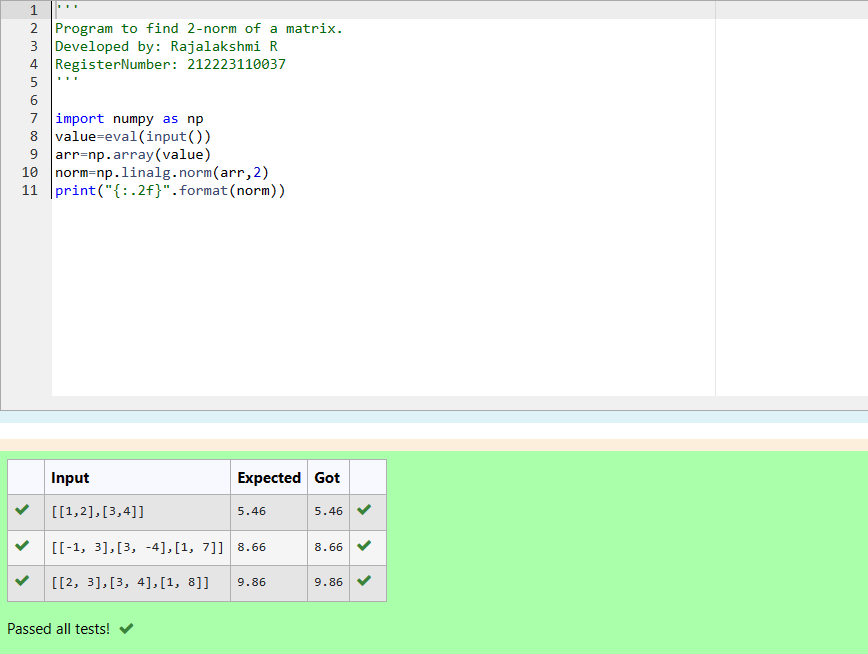 1 '''
2 Program to find 2-norm of a matrix.
3 Developed by: Rajalakshmi R
4 RegisterNumber: 212223110037
5 '''
6
7 import numpy as np
8 value=eval(input())
9 arr=np.array(value)
10 norm=np.linalg.norm(arr,2)
11 print("{:.2f}".format(norm))
Input Expected Got
[[1,2],[3,4]] 5.46 5.46
[[-1, 3],[3, -4],[1, 7]] 8.66 8.66
[[2, 3],[3, 4],[1, 8]] 9.86 9.86
Passed all tests!